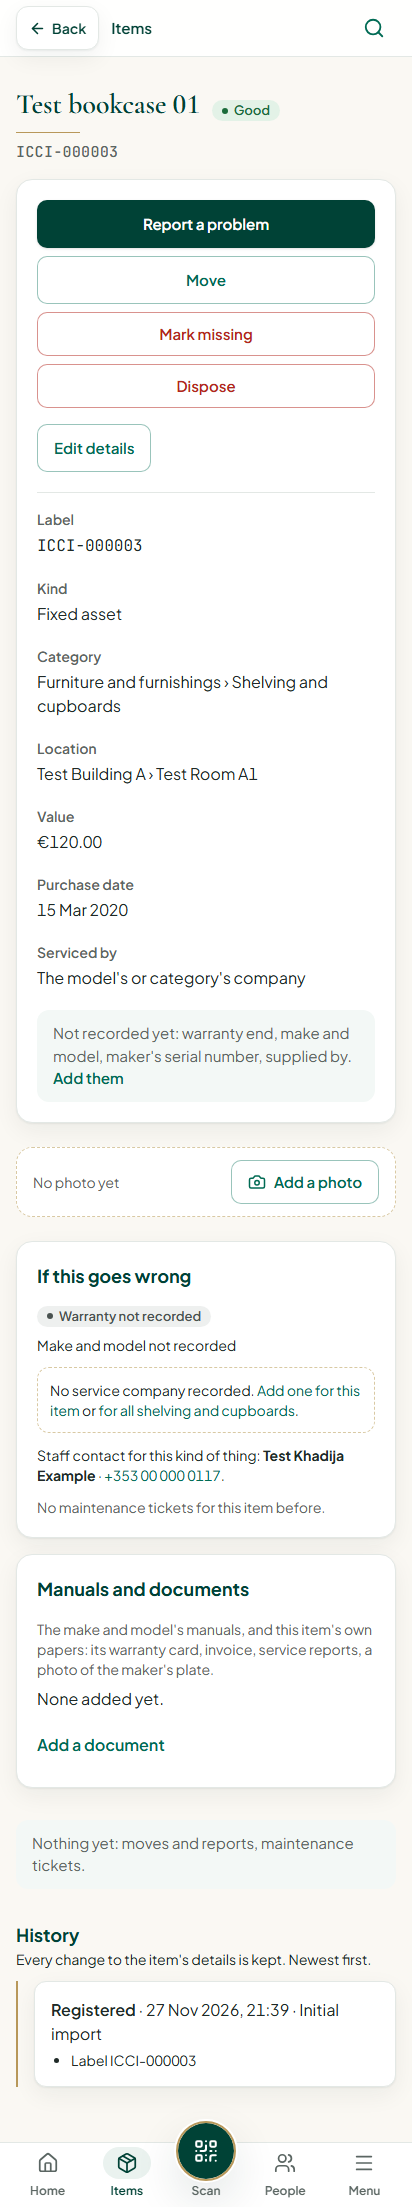 Back
Items
Test bookcase 01
Good
ICCI-000003
Report a problem
Move
Mark missing
Dispose
Edit details
Label
ICCI-000003
Kind
Fixed asset
Category
Furniture and furnishings › Shelving and
cupboards
Location
Test Building A › Test Room A1
Value
€120.00
Purchase date
15 Mar 2020
Serviced by
The model's or category's company
Not recorded yet: warranty end, make and
model, maker's serial number, supplied by.
Add them
No photo yet
Add a photo
If this goes wrong
Warranty not recorded
Make and model not recorded
No service company recorded. Add one for this
item or for all shelving and cupboards.
Staff contact for this kind of thing: Test Khadija
Example · +353 00 000 0117.
No maintenance tickets for this item before.
Manuals and documents
The make and model's manuals, and this item's own
papers: its warranty card, invoice, service reports, a
photo of the maker's plate.
None added yet.
Add a document
Nothing yet: moves and reports, maintenance
tickets.
History
Every change to the item's details is kept. Newest first.
Registered · 27 Nov 2026, 21:39 · Initial
import
• Label ICCI-000003
Home
Items
Scan
People
Menu